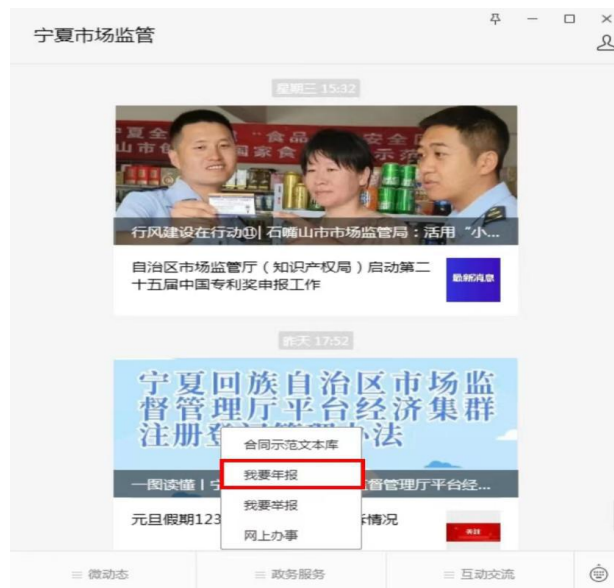 宁夏市场监管
星期三 15:32
行风建设在行动⑩| 石嘴山市市场监管局：活用“小...
自治区市场监管厅（知识产权局）启动第二
十五届中国专利奖申报工作
最新消息
昨天 17:52
宁夏回族自治区市场监
督管理厅平台经济集群
注册登记管理办法
合同示范文本库
我要年报
一图读懂 | 宁
督管理厅平台经...
我要举报
元旦假期123
诉情况
网上办事
微动态
政务服务
互动交流